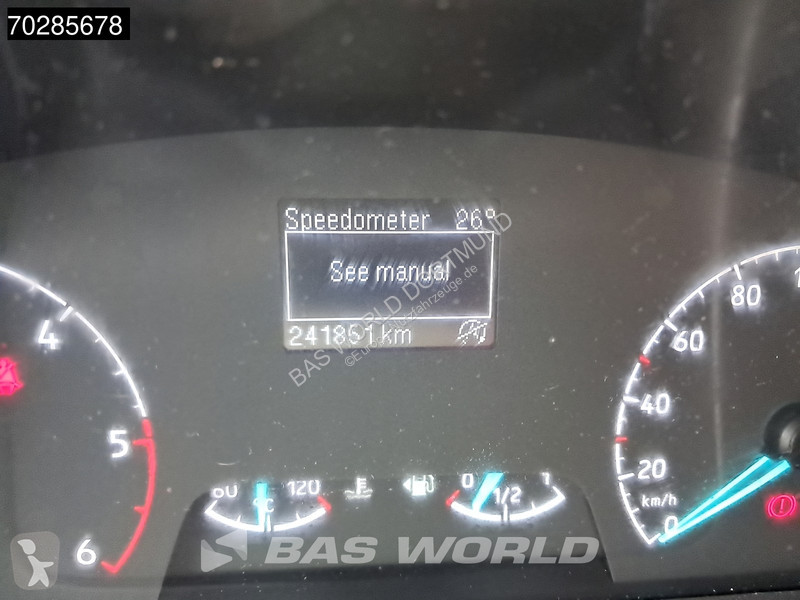 70285678
Speedometer 26°
See manual
241851 km
BAS WORLD DORTMUND
4
5
6
120
°C
0
1/2
1
0
20
40
60
80
km/h
BAS WORLD